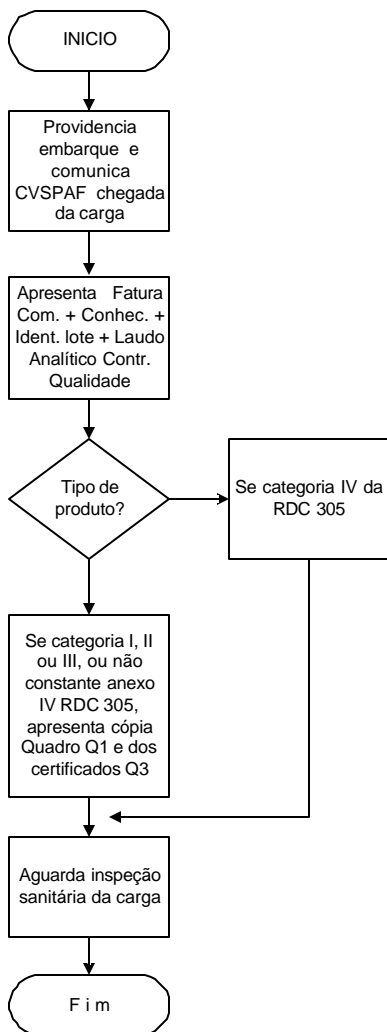 INICIO
Providencia
embarque e
comunica
CVSPAF chegada
da carga
Apresenta Fatura
Com. + Conhec. +
Ident. lote + Laudo
Analítico Contr.
Qualidade
Tipo de
produto?
Se categoria IV da
RDC 305
Se categoria I, II
ou III, ou não
constante anexo
IV RDC 305,
apresenta cópia
Quadro Q1 e dos
certificados Q3
Aguarda inspeção
sanitária da carga
F i m